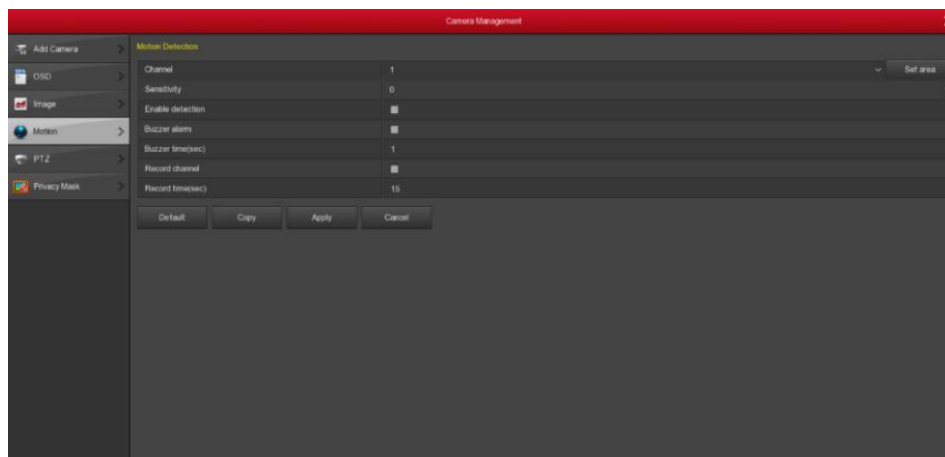 Camera Management
Add Camera
OSD
Image
Motion
PTZ
Privacy Mask
Motion Detection
Channel 1 Set area
Sensitivity 0
Enable detection
Buzzer alarm
Buzzer time(sec) 1
Record channel
Record time(sec) 15
Default Copy Apply Cancel